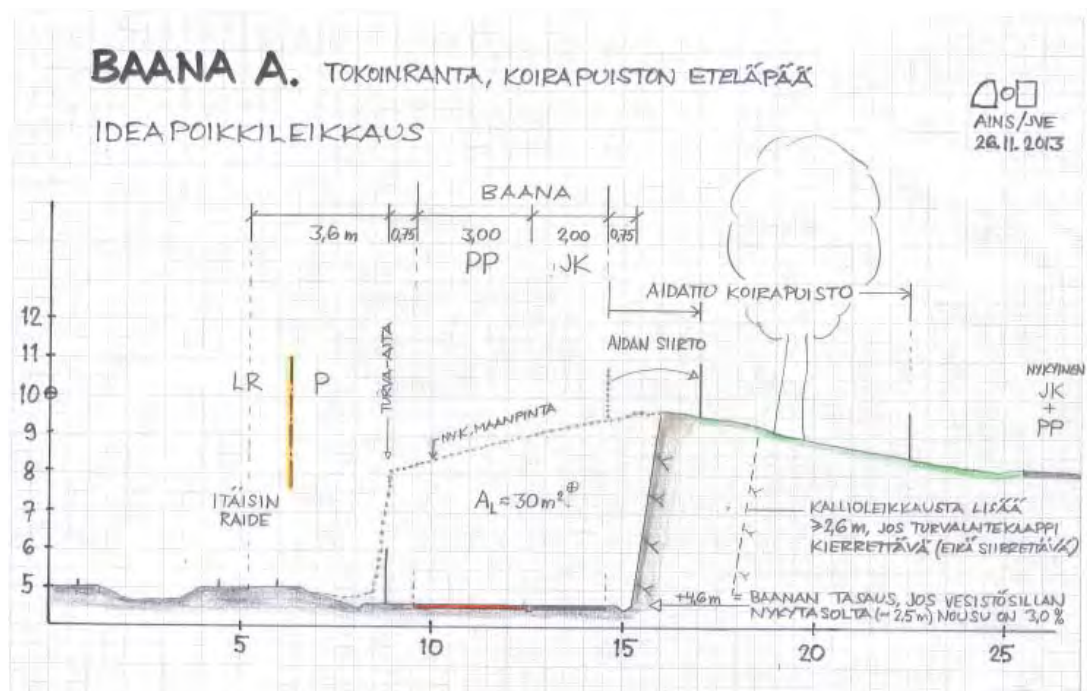 BAANA A. TOKOINRANTA, KOIRAPUISTON ETELÄPÄÄ
IDEA POIKKILEIKKAUS
AINS/JVE
26.11.2013
BAANA
3,6 m 0,75 3,00 2,00 0,75
PP JK
AIDATTU KOIRAPUISTO
AIDAN SIIRTO
TURVA-AITA
NYK. MAANPINTA
LR P
ITÄISIN
RAIDE
AL ≈ 30 m² ⊕
NYKYINEN
JK
+
PP
KALLIOLEIKKAUSTA LISÄÄ
≥2,6 m, JOS TURVALAITEKAAPPI
KIERRETTÄVÄ (EIKÄ SIIRRETTÄVÄ)
+4,6 m = BAANAN TASAUS, JOS VESISTÖSILLAN
NYKYTASOLTA (~2,5 m) NOUSU ON 3,0 %
12
11
10
9
8
7
6
5
5 10 15 20 25